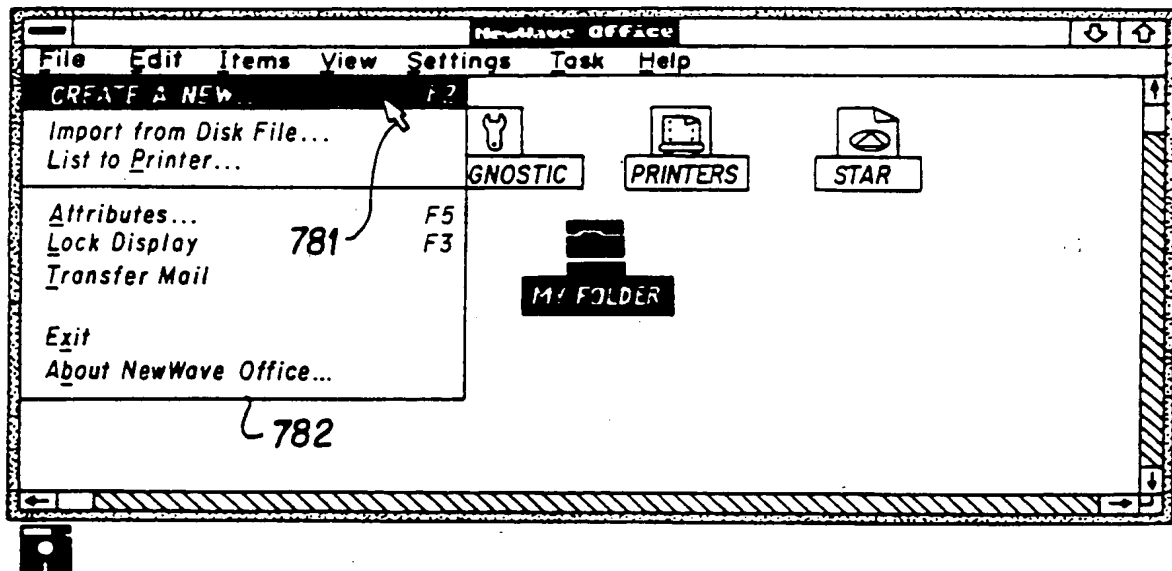 NewWave Office
File Edit Items View Settings Task Help
CREATE A NEW... F2
Import from Disk File...
List to Printer...
GNOSTIC PRINTERS STAR
Attributes... F5
Lock Display 781 F3
Transfer Mail
MY FOLDER
Exit
About NewWave Office...
782